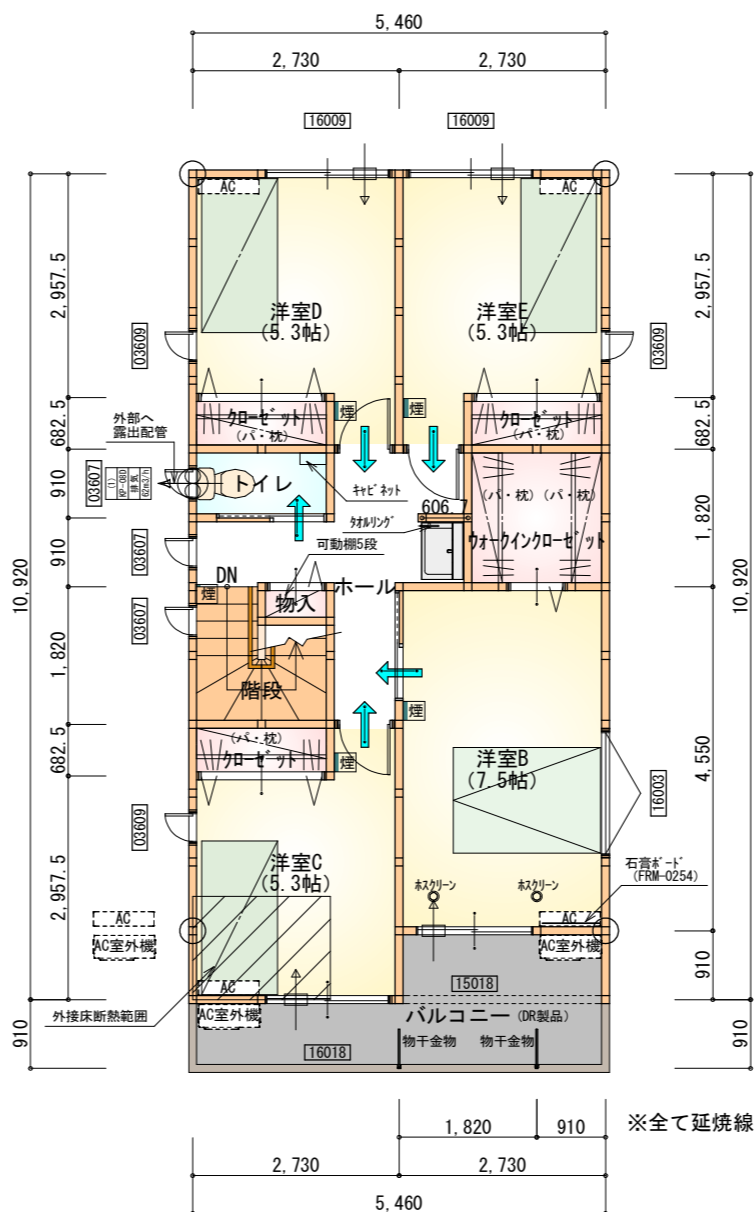 5,460
2,730
2,730
16009
16009
AC
AC
2,957.5
2,957.5
洋室D
(5.3帖)
洋室E
(5.3帖)
03609
03609
外部へ
露出配管
クローゼット
(パ・枕)
煙
煙
クローゼット
(パ・枕)
682.5
682.5
03607
(1)
KP-08D
排気
62m3/h
トイレ
キャビネット
(パ・枕)
(パ・枕)
910
606.7
タオルリング
可動棚5段
ウォークインクローゼット
1,820
910
03607
DN
煙
物入
ホール
10,920
10,920
03607
1,820
階段
煙
(パ・枕)
クローゼット
煙
682.5
洋室B
(7.5帖)
4,550
16003
03609
洋室C
(5.3帖)
2,957.5
ホスクリーン
ホスクリーン
石膏ボード
(FRM-0254)
AC
AC室外機
AC
AC室外機
910
AC
外接床断熱範囲
AC室外機
15018
バルコニー (DR製品)
物干金物
物干金物
16018
910
910
1,820
910
※全て延焼線
2,730
2,730
5,460